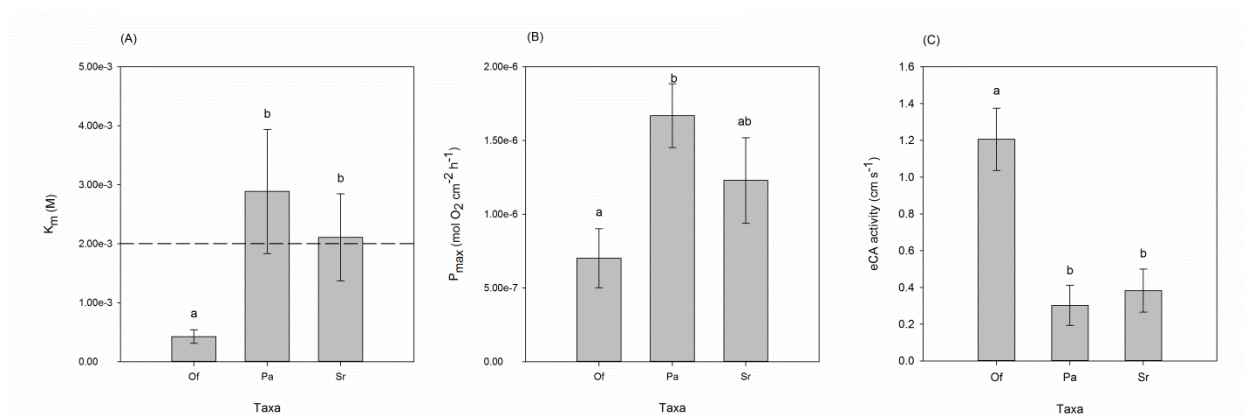 (A)
5.00e-3
4.00e-3
3.00e-3
2.00e-3
1.00e-3
0.00
K_m (M)
a
b
b
Of Pa Sr
Taxa
(B)
2.00e-6
1.50e-6
1.00e-6
5.00e-7
0.00
P_max (mol O_2 cm^-2 h^-1)
a
b
ab
Of Pa Sr
Taxa
(C)
1.6
1.4
1.2
1.0
0.8
0.6
0.4
0.2
0.0
eCA activity (cm s^-1)
a
b
b
Of Pa Sr
Taxa